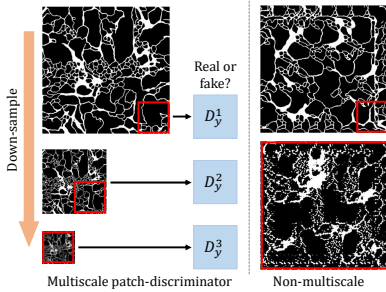 Real or
fake?
Down-sample
D_y^1
D_y^2
D_y^3
Multiscale patch-discriminator
Non-multiscale